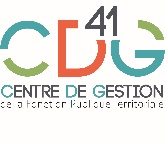 CDG 41
CENTRE DE GESTION
de la Fonction Publique Territoriale